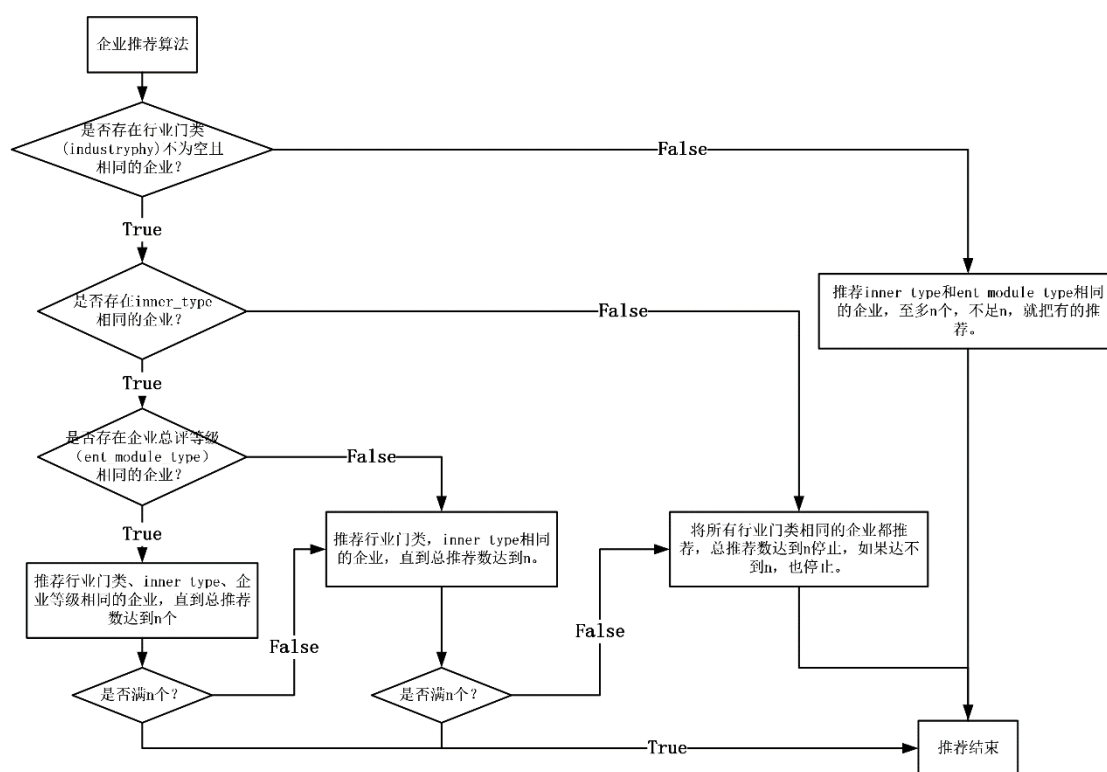 企业推荐算法
是否存在行业门类
(industryphy)不为空且
相同的企业？
False
True
是否存在inner_type
相同的企业？
False
推荐inner type和ent module type相同
的企业，至多n个，不足n，就把有的推
荐。
True
是否存在企业总评等级
（ent module type）
相同的企业？
False
True
推荐行业门类，inner type相同
的企业，直到总推荐数达到n。
将所有行业门类相同的企业都推
荐，总推荐数达到n停止，如果达不
到n，也停止。
推荐行业门类、inner type、企
业等级相同的企业，直到总推荐
数达到n个
False
False
是否满n个？
是否满n个？
True
推荐结束